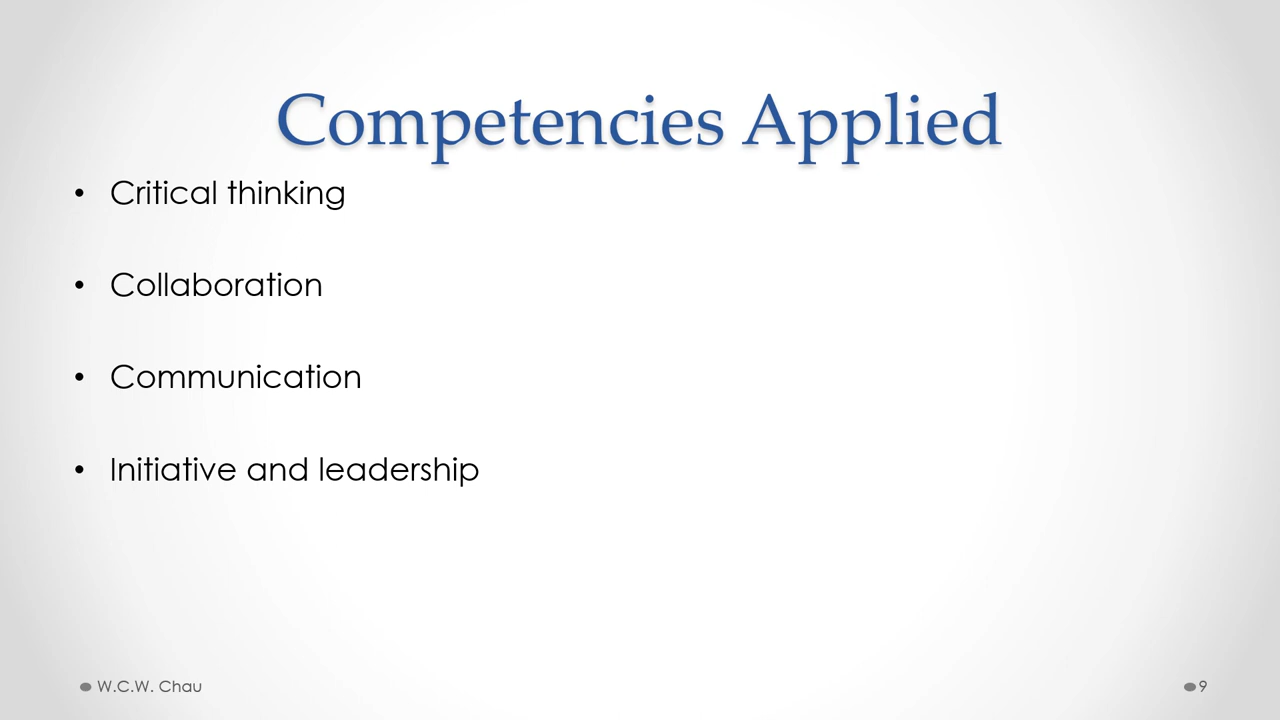 Competencies Applied
• Critical thinking
• Collaboration
• Communication
• Initiative and leadership
W.C.W. Chau
9